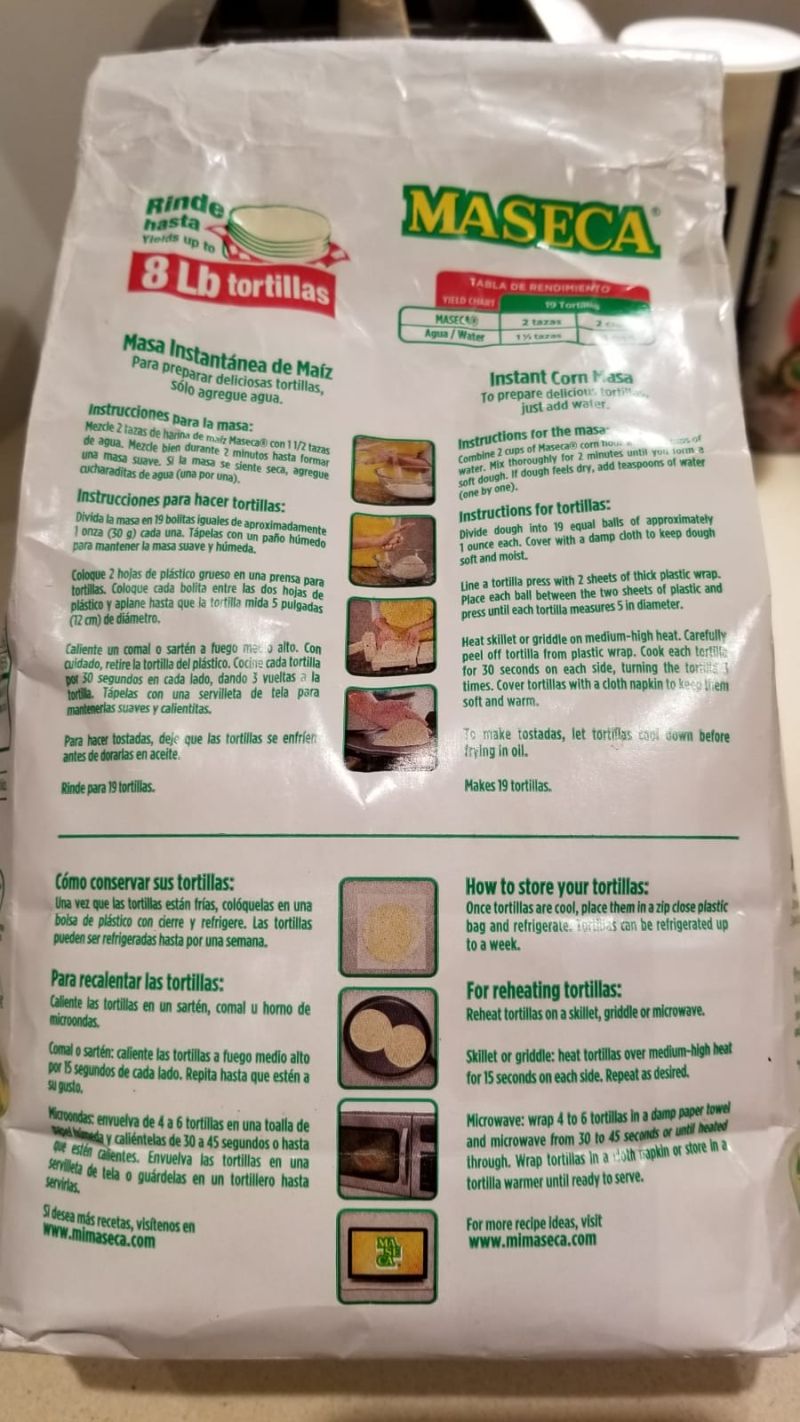 Rinde
hasta
Yields up to
8 Lb tortillas
MASECA®
TABLA DE RENDIMIENTO
YIELD CHART
19 Tortillas
MASECA®
2 tazas
2
Agua / Water
1½ tazas
Masa Instantánea de Maíz
Para preparar deliciosas tortillas,
sólo agregue agua.
Instrucciones para la masa:
Mezcle 2 tazas de harina de maíz Maseca® con 1 1/2 tazas
de agua. Mezcle bien durante 2 minutos hasta formar
una masa suave. Si la masa se siente seca, agregue
cucharaditas de agua (una por una).
Instrucciones para hacer tortillas:
Divida la masa en 19 bolitas iguales de aproximadamente
1 onza (30 g) cada una. Tápelas con un paño húmedo
para mantener la masa suave y húmeda.
Coloque 2 hojas de plástico grueso en una prensa para
tortillas. Coloque cada bolita entre las dos hojas de
plástico y aplane hasta que la tortilla mida 5 pulgadas
(12 cm) de diámetro.
Caliente un comal o sartén a fuego medio alto. Con
cuidado, retire la tortilla del plástico. Cocine cada tortilla
por 30 segundos en cada lado, dando 3 vueltas a la
tortilla. Tápelas con una servilleta de tela para
mantenerlas suaves y calientitas.
Para hacer tostadas, deje que las tortillas se enfríen
antes de dorarlas en aceite.
Rinde para 19 tortillas.
Instant Corn Masa
To prepare delicious tortillas,
just add water.
Instructions for the masa:
Combine 2 cups of Maseca® corn of
water. Mix thoroughly for 2 minutes until you form a
soft dough. If dough feels dry, add teaspoons of water
(one by one).
Instructions for tortillas:
Divide dough into 19 equal balls of approximately
1 ounce each. Cover with a damp cloth to keep dough
soft and moist.
Line a tortilla press with 2 sheets of thick plastic wrap.
Place each ball between the two sheets of plastic and
press until each tortilla measures 5 in diameter.
Heat skillet or griddle on medium-high heat. Carefully
peel off tortilla from plastic wrap. Cook each tortilla
for 30 seconds on each side, turning the tortilla 3
times. Cover tortillas with a cloth napkin to keep them
soft and warm.
To make tostadas, let tortillas cool down before
frying in oil.
Makes 19 tortillas.
Cómo conservar sus tortillas:
Una vez que las tortillas están frías, colóquelas en una
bolsa de plástico con cierre y refrigere. Las tortillas
pueden ser refrigeradas hasta por una semana.
Para recalentar las tortillas:
Caliente las tortillas en un sartén, comal u horno de
microondas.
Comal o sartén: caliente las tortillas a fuego medio alto
por 15 segundos de cada lado. Repita hasta que estén a
su gusto.
Microondas: envuelva de 4 a 6 tortillas en una toalla de
papel húmeda y caliéntelas de 30 a 45 segundos o hasta
que estén calientes. Envuelva las tortillas en una
servilleta de tela o guárdelas en un tortillero hasta
servirlas.
Si desea más recetas, visítenos en
www.mimaseca.com
How to store your tortillas:
Once tortillas are cool, place them in a zip close plastic
bag and refrigerate. Tortillas can be refrigerated up
to a week.
For reheating tortillas:
Reheat tortillas on a skillet, griddle or microwave.
Skillet or griddle: heat tortillas over medium-high heat
for 15 seconds on each side. Repeat as desired.
Microwave: wrap 4 to 6 tortillas in a damp paper towel
and microwave from 30 to 45 seconds or until heated
through. Wrap tortillas in a cloth napkin or store in a
tortilla warmer until ready to serve.
For more recipe ideas, visit
www.mimaseca.com
MA
SE
CA